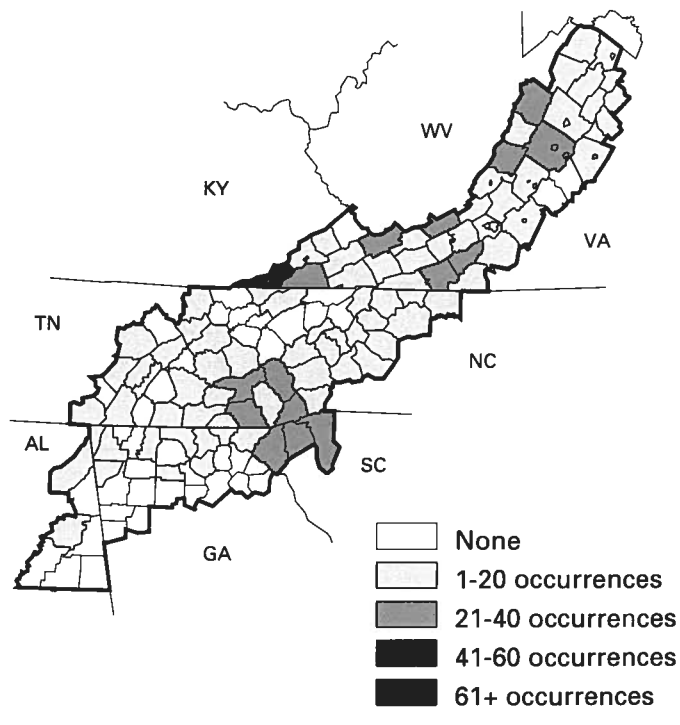 WV
KY
VA
TN
NC
AL
SC
GA
None
1-20 occurrences
21-40 occurrences
41-60 occurrences
61+ occurrences